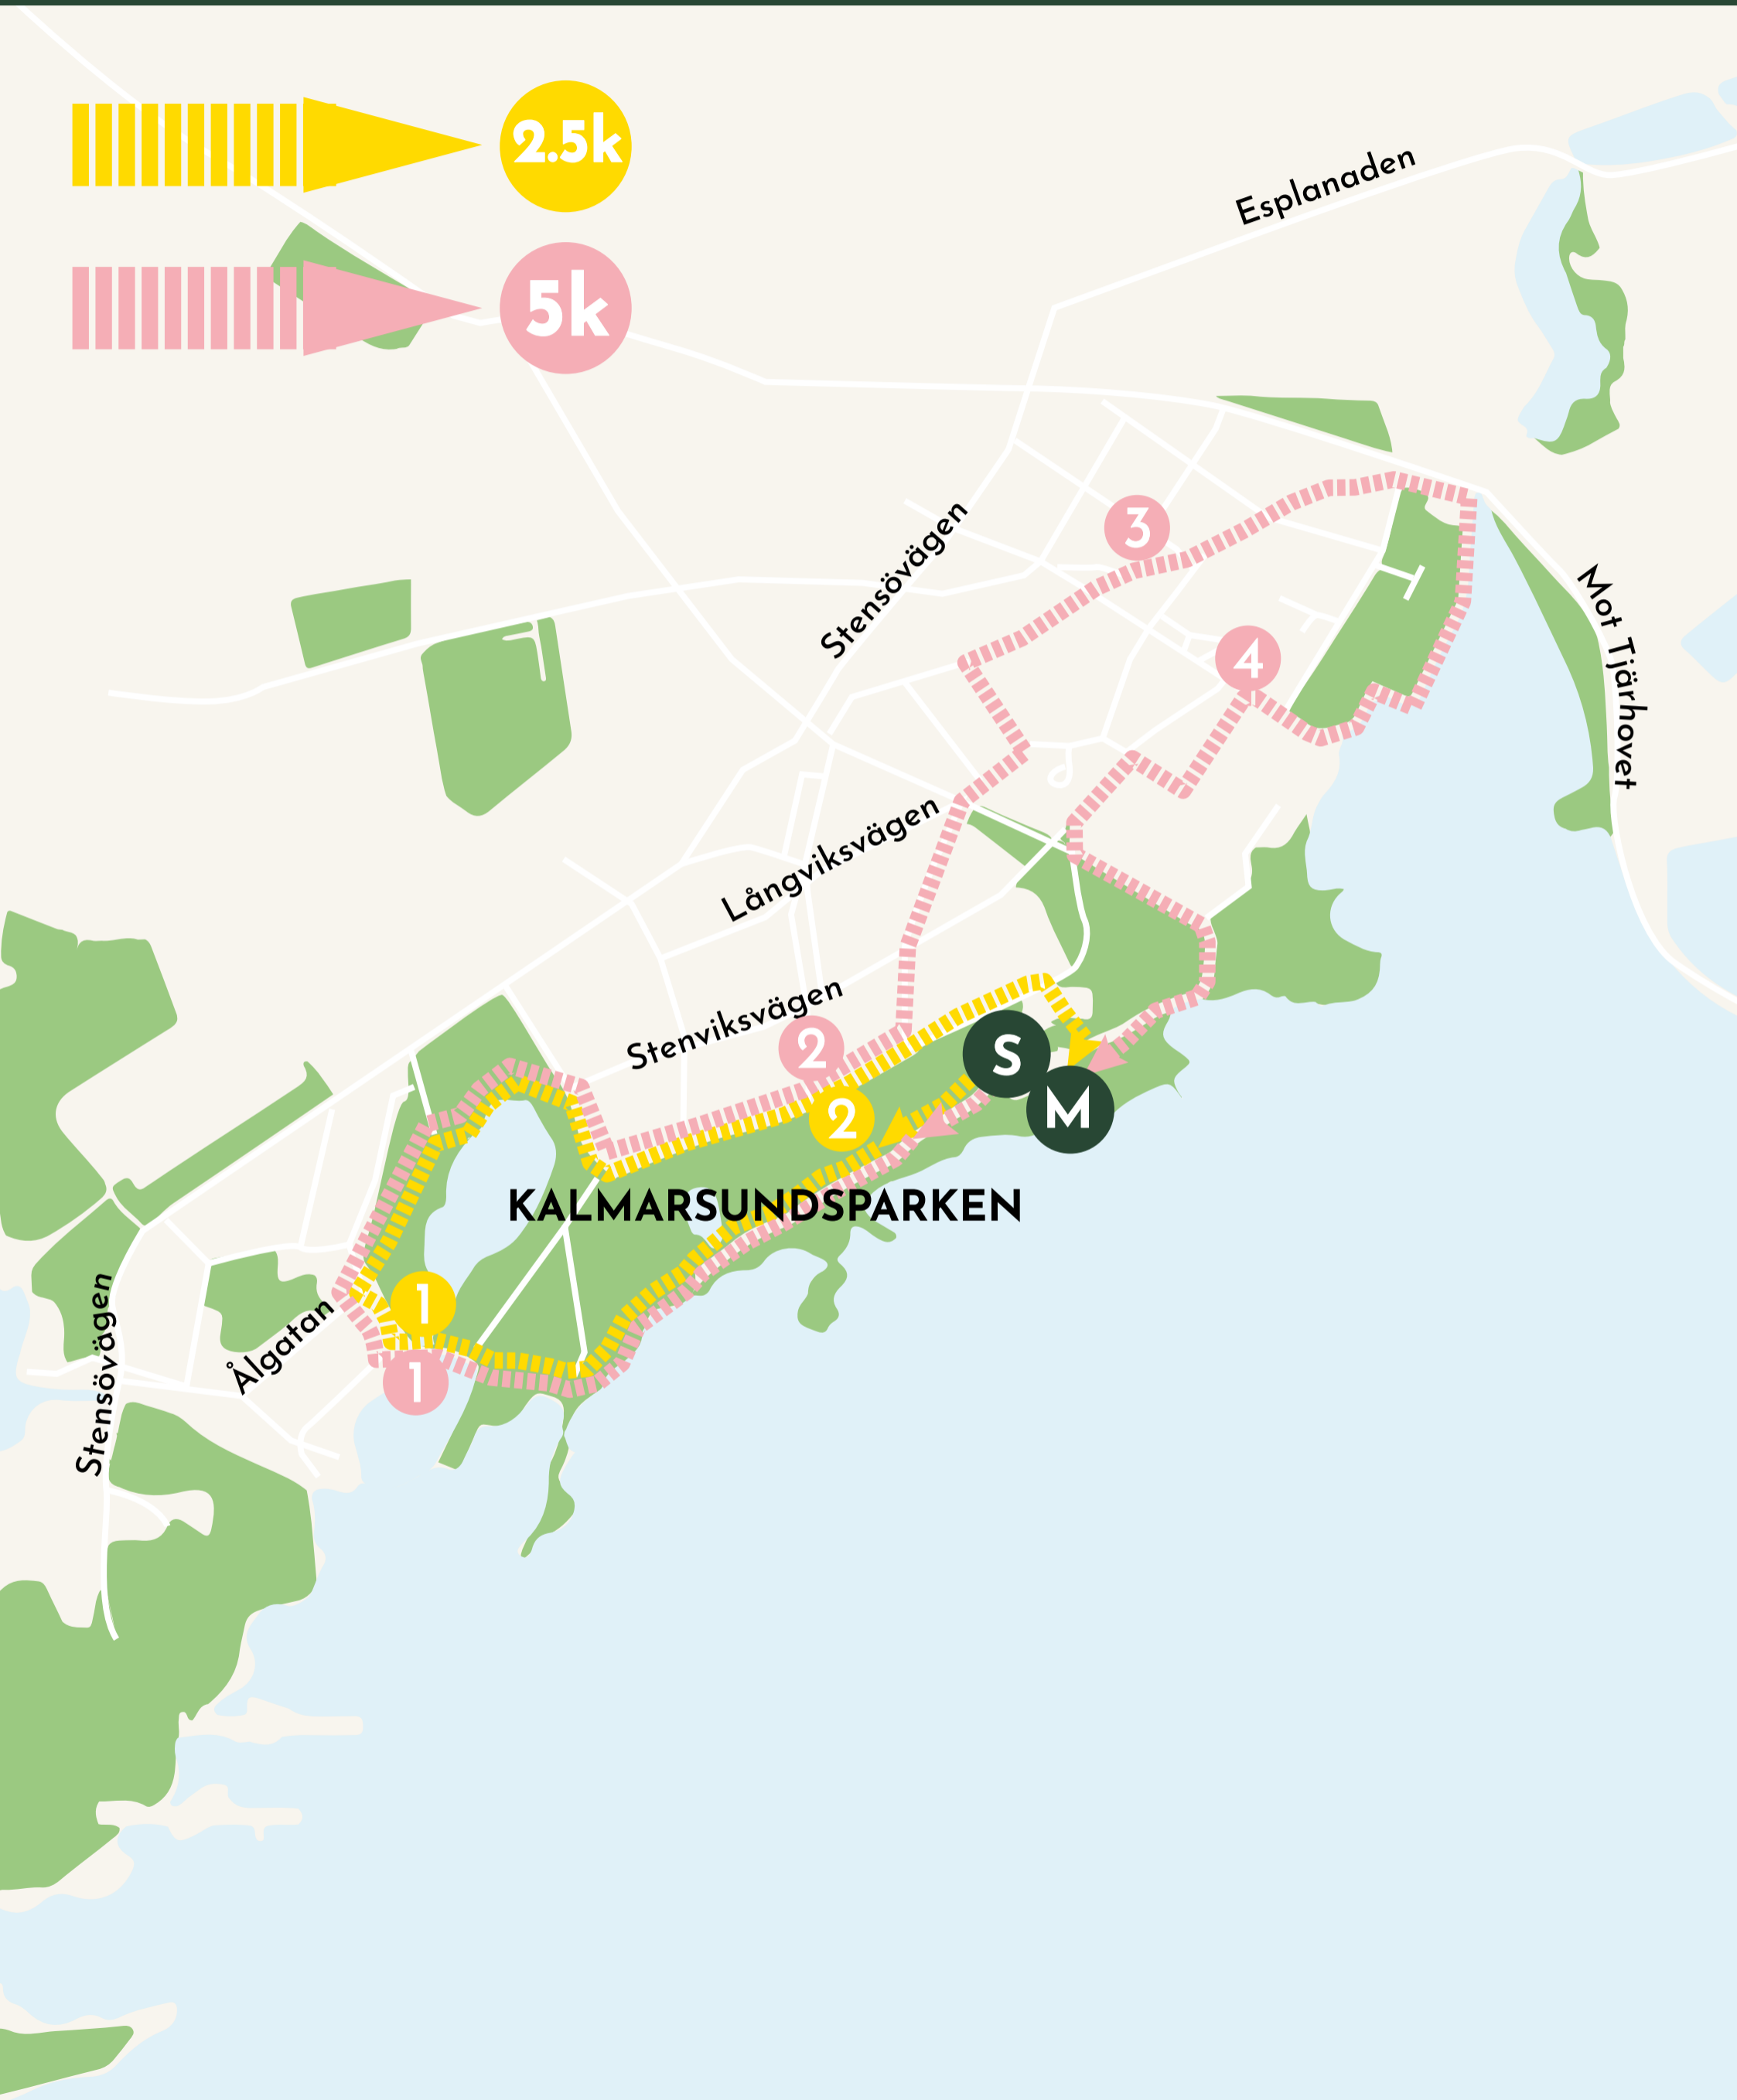 2.5k
5k
Esplanaden
3
Stensövägen
Mot Tjärhovet
4
Långviksvägen
Stenviksvägen
2
S
M
2
KALMARSUNDSPARKEN
1
Stensövägen
Ålgatan
1